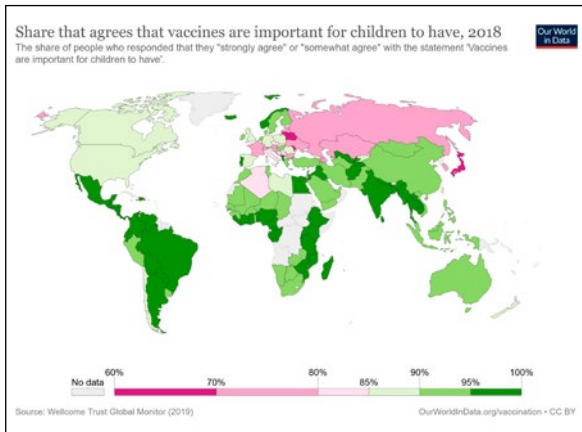 Share that agrees that vaccines are important for children to have, 2018
Our World
in Data
The share of people who responded that they "strongly agree" or "somewhat agree" with the statement 'Vaccines
are important for children to have'.
No data
60%
70%
80%
85%
90%
95%
100%
Source: Wellcome Trust Global Monitor (2019)
OurWorldInData.org/vaccination • CC BY